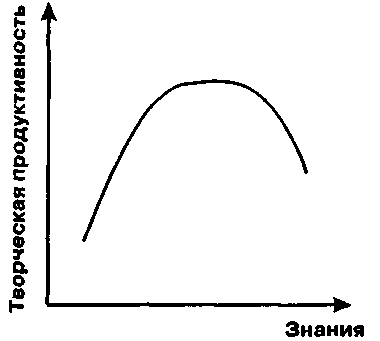 Творческая продуктивность
Знания